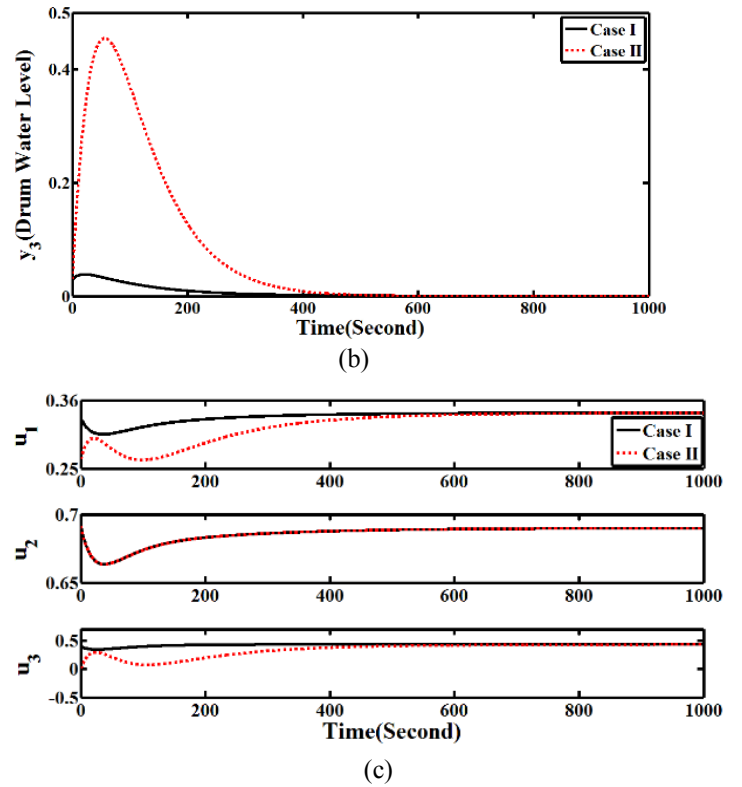 0.5
0.4
0.2
0
y3(Drum Water Level)
Case I
Case II
0 200 400 600 800 1000
Time(Second)
(b)
0.36
0.25
u1
Case I
Case II
0 200 400 600 800 1000
0.7
0.65
u2
0 200 400 600 800 1000
0.5
0
-0.5
u3
0 200 400 600 800 1000
Time(Second)
(c)